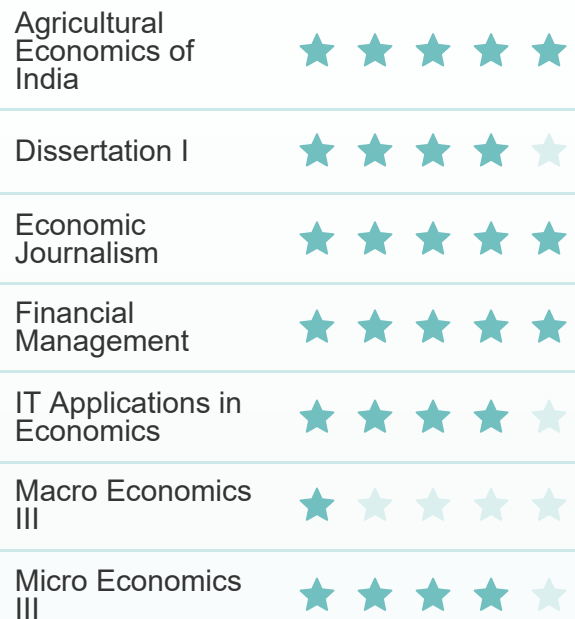 Agricultural
Economics of
India
Dissertation I
Economic
Journalism
Financial
Management
IT Applications in
Economics
Macro Economics
III
Micro Economics
III